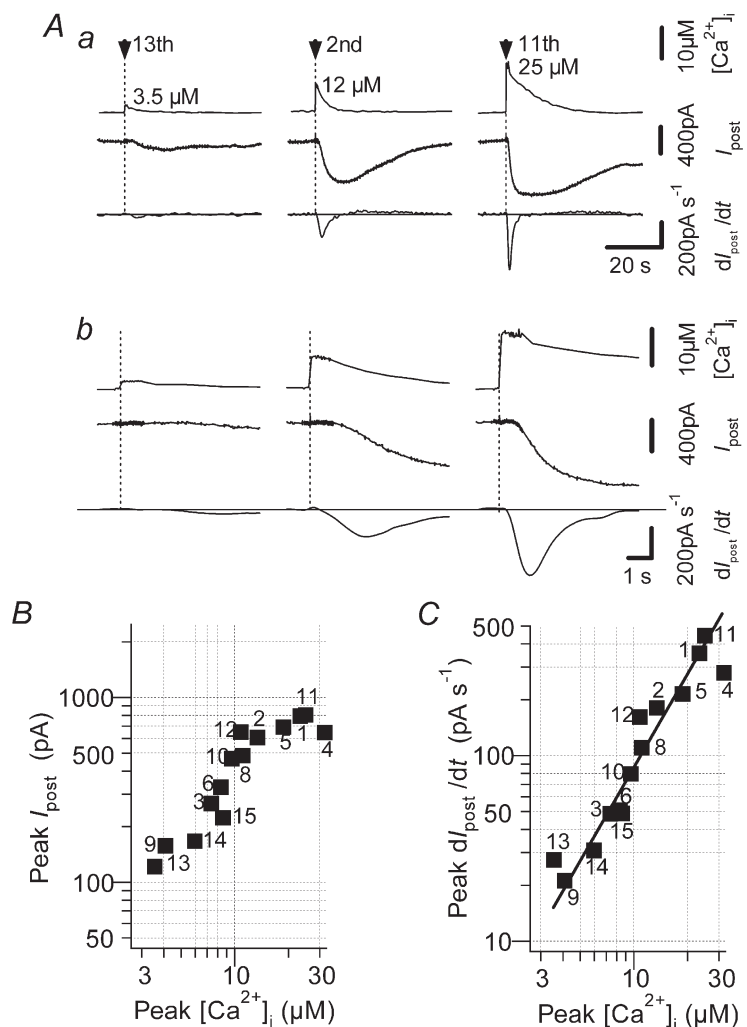 A
a
13th
2nd
11th
3.5 µM
12 µM
25 µM
10µM
[Ca2+]i
400pA
Ipost
200pA s-1
dIpost/dt
20 s
b
10µM
[Ca2+]i
400pA
Ipost
200pA s-1
dIpost/dt
1 s
B
1000
500
100
50
Peak Ipost (pA)
11
12
2
1
5
4
10
8
6
3
15
9
14
13
3
10
30
Peak [Ca2+]i (µM)
C
500
100
50
10
Peak dIpost/dt (pA s-1)
11
1
4
2
5
12
8
10
6
3
15
13
14
9
3
10
30
Peak [Ca2+]i (µM)